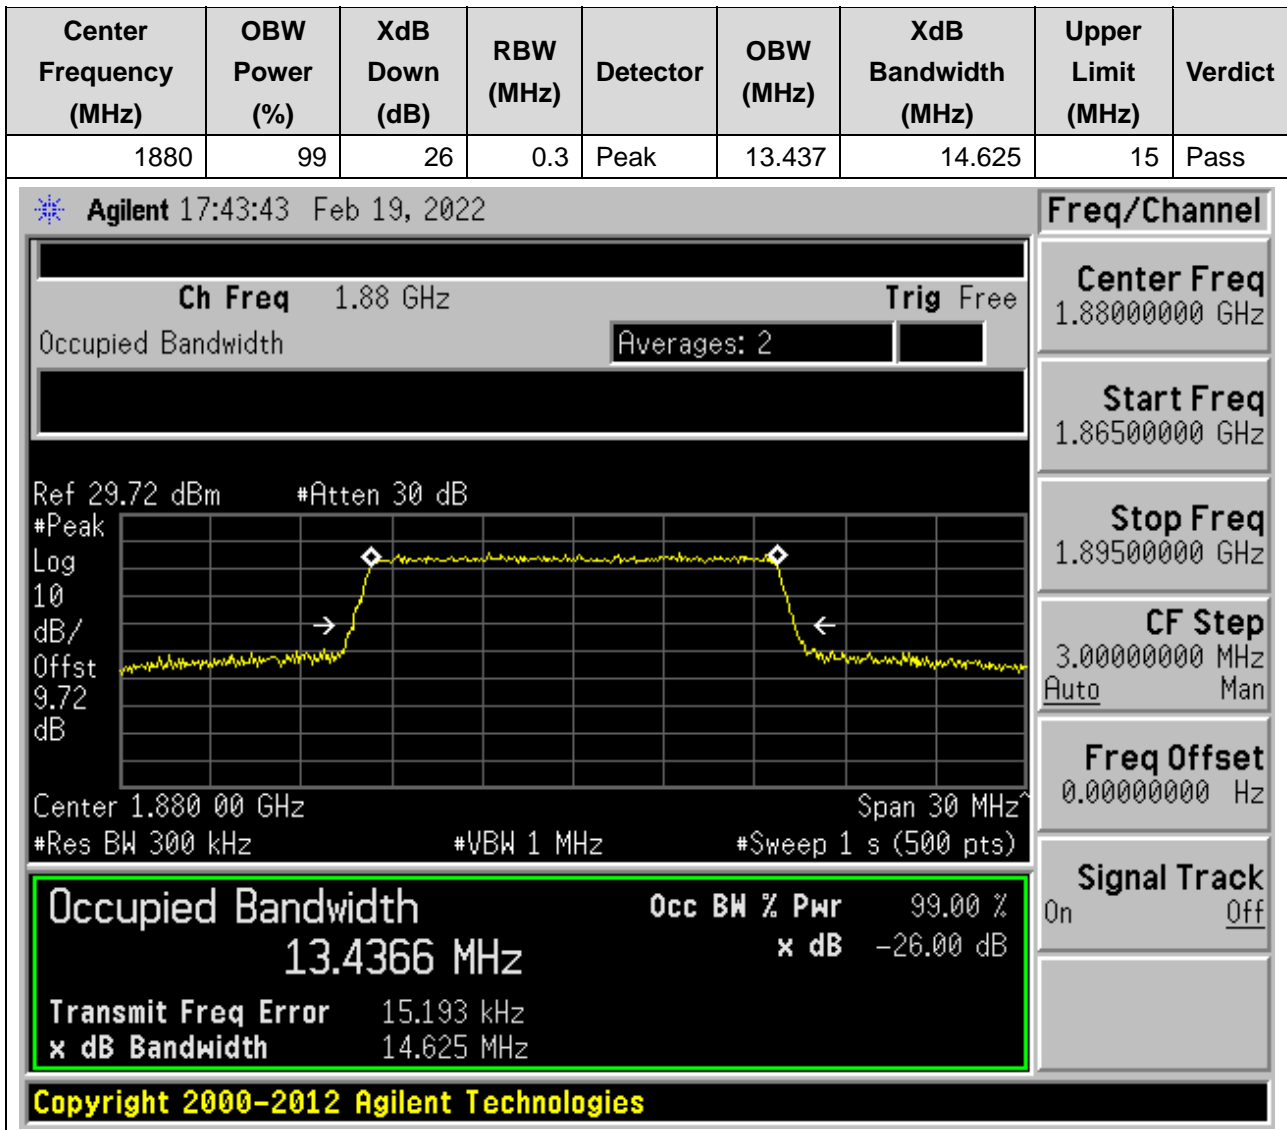 Center Frequency (MHz) OBW Power (%) XdB Down (dB) RBW (MHz) Detector OBW (MHz) XdB Bandwidth (MHz) Upper Limit (MHz) Verdict
1880 99 26 0.3 Peak 13.437 14.625 15 Pass
Agilent 17:43:43 Feb 19, 2022
Freq/Channel
Ch Freq 1.88 GHz Trig Free
Occupied Bandwidth Averages: 2
Center Freq
1.88000000 GHz
Start Freq
1.86500000 GHz
Stop Freq
1.89500000 GHz
CF Step
3.00000000 MHz
Auto Man
Freq Offset
0.00000000 Hz
Signal Track
On Off
Ref 29.72 dBm #Atten 30 dB
#Peak
Log
10
dB/
Offst
9.72
dB
Center 1.880 00 GHz Span 30 MHz^
#Res BW 300 kHz #VBW 1 MHz #Sweep 1 s (500 pts)
Occupied Bandwidth Occ BW % Pwr 99.00 %
13.4366 MHz x dB -26.00 dB
Transmit Freq Error 15.193 kHz
x dB Bandwidth 14.625 MHz
Copyright 2000-2012 Agilent Technologies